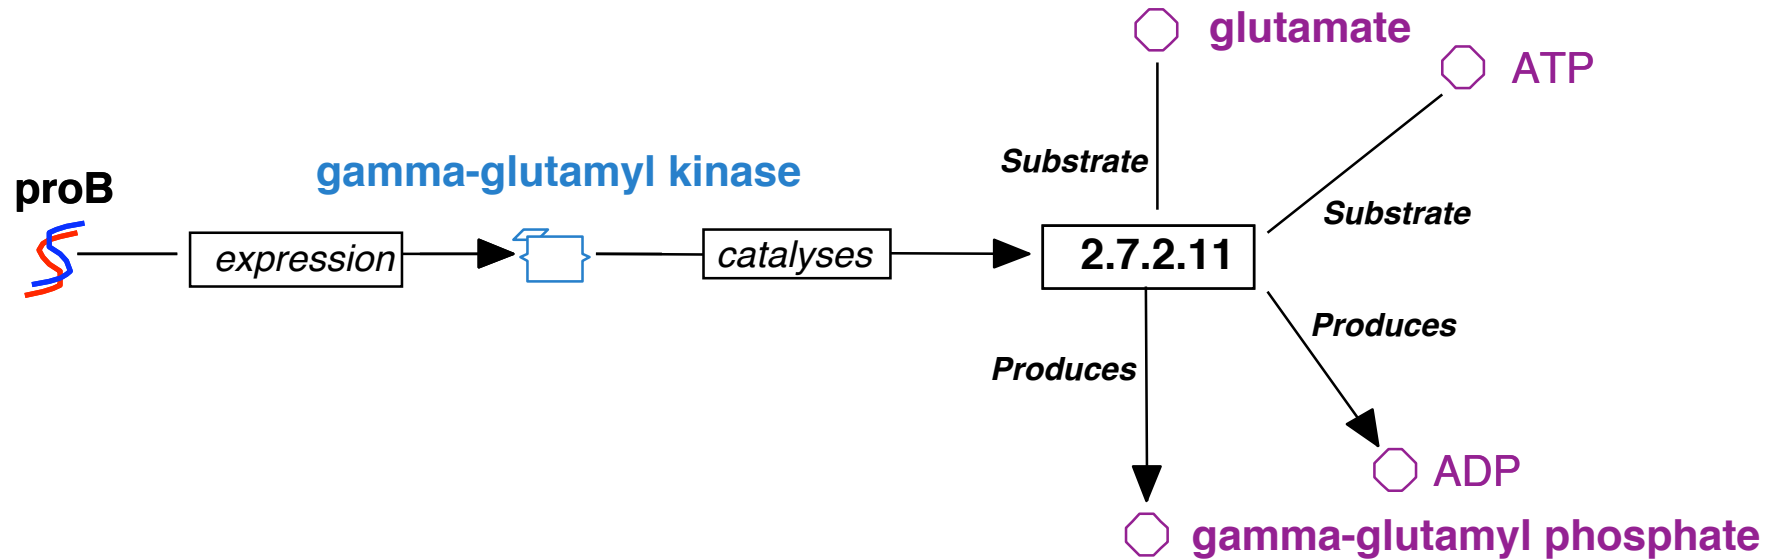 glutamate
ATP
Substrate
gamma-glutamyl kinase
proB
Substrate
expression
catalyses
2.7.2.11
Produces
Produces
ADP
gamma-glutamyl phosphate